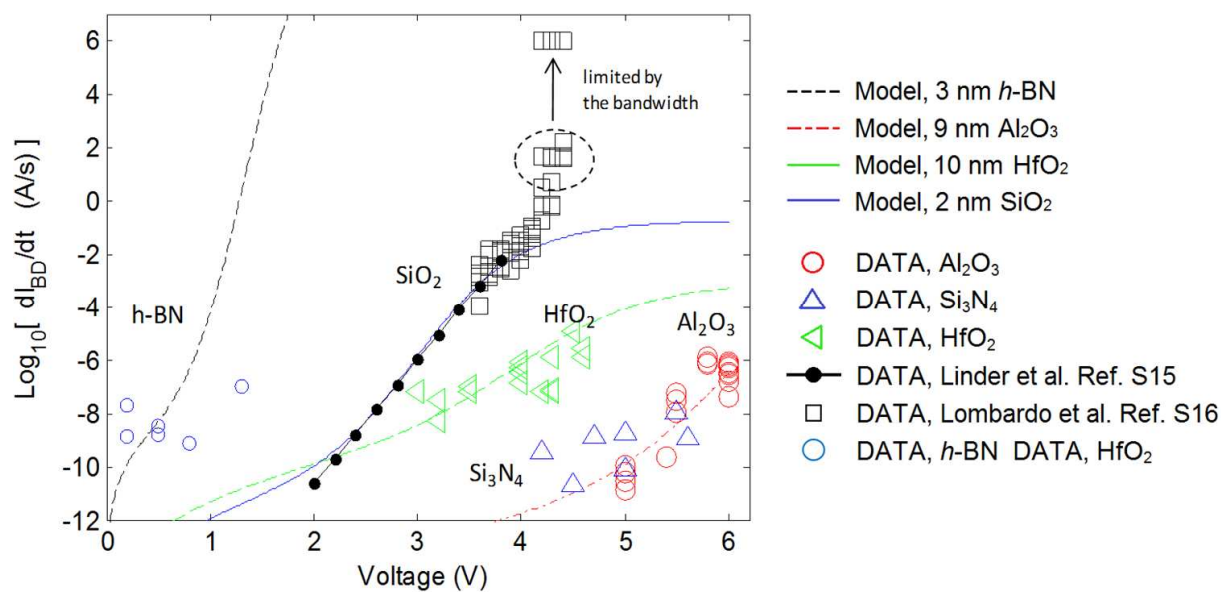 6
4
2
0
-2
-4
-6
-8
-10
-12
Log10[ dIBD/dt (A/s) ]
0
1
2
3
4
5
6
Voltage (V)
h-BN
SiO2
HfO2
Al2O3
Si3N4
limited by
the bandwidth
Model, 3 nm h-BN
Model, 9 nm Al2O3
Model, 10 nm HfO2
Model, 2 nm SiO2
DATA, Al2O3
DATA, Si3N4
DATA, HfO2
DATA, Linder et al. Ref. S15
DATA, Lombardo et al. Ref. S16
DATA, h-BN DATA, HfO2